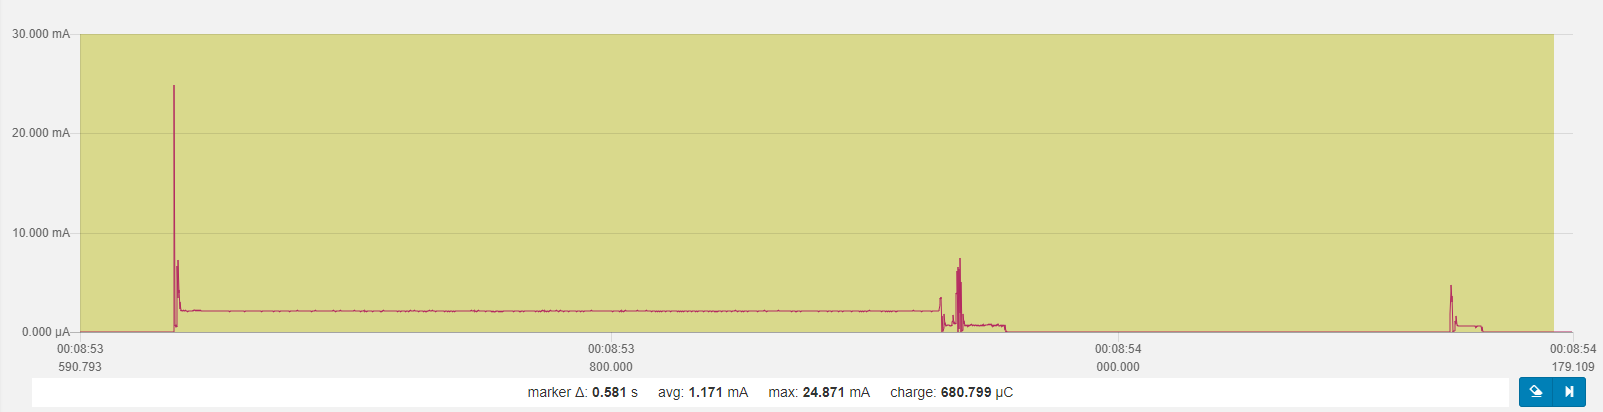 30.000 mA
20.000 mA
10.000 mA
0.000 µA
00:08:53 00:08:53 00:08:54 00:08:54
590.793 800.000 000.000 179.109
marker Δ: 0.581 s avg: 1.171 mA max: 24.871 mA charge: 680.799 µC